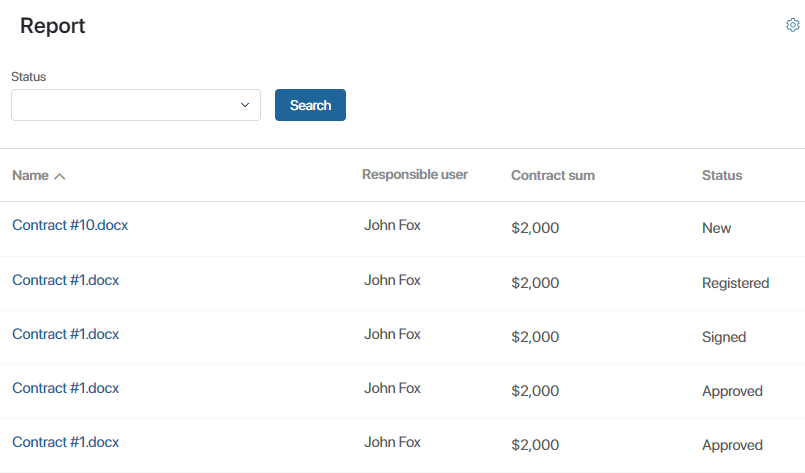 Report
Status
Search
Name Responsible user Contract sum Status
Contract #10.docx John Fox $2,000 New
Contract #1.docx John Fox $2,000 Registered
Contract #1.docx John Fox $2,000 Signed
Contract #1.docx John Fox $2,000 Approved
Contract #1.docx John Fox $2,000 Approved